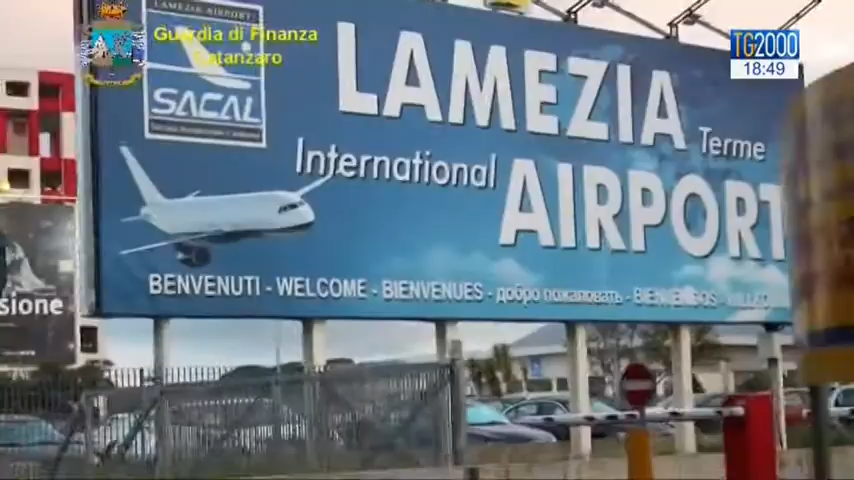 Guardia di Finanza
Catanzaro
TG2000
18:49
LAMEZIA AIRPORT
SACAL
LAMEZIA Terme
International AIRPORT
BENVENUTI - WELCOME - BIENVENUES - добро пожаловать - BIENVENIDOS -